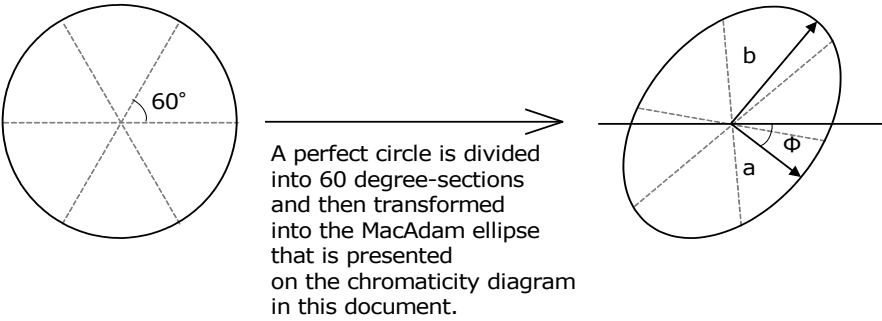 60°
A perfect circle is divided
into 60 degree-sections
and then transformed
into the MacAdam ellipse
that is presented
on the chromaticity diagram
in this document.
b
Φ
a